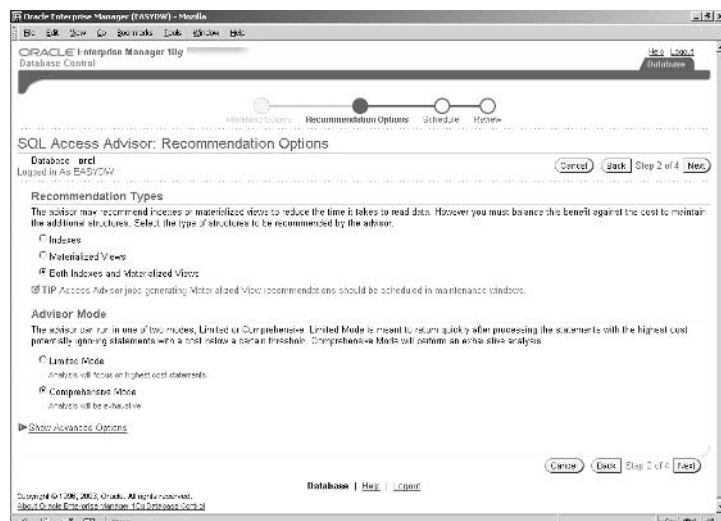 Oracle Enterprise Manager (EASYDW) - Mozilla
File Edit View Go Bookmarks Tools Window Help
ORACLE Enterprise Manager 10g
Database Control
Help Logout
Database
Workload Source Recommendation Options Schedule Review
SQL Access Advisor: Recommendation Options
Database orcl
Logged in As EASYDW
Cancel Back Step 2 of 4 Next
Recommendation Types
The advisor may recommend indexes or materialized views to reduce the time it takes to read data. However you must balance this benefit against the cost to maintain
the additional structures. Select the type of structures to be recommended by the advisor.
Indexes
Materialized Views
Both Indexes and Materialized Views
TIP Access Advisor jobs generating Materialized View recommendations should be scheduled in maintenance windows.
Advisor Mode
The advisor can run in one of two modes, Limited or Comprehensive. Limited Mode is meant to return quickly after processing the statements with the highest cost
potentially ignoring statements with a cost below a certain threshold. Comprehensive Mode will perform an exhaustive analysis
Limited Mode
Analysis will focus on highest cost statements
Comprehensive Mode
Analysis will be exhaustive
Show Advanced Options
Cancel Back Step 2 of 4 Next
Database | Help | Logout
Copyright © 1996, 2003, Oracle. All rights reserved.
About Oracle Enterprise Manager 10g Database Control